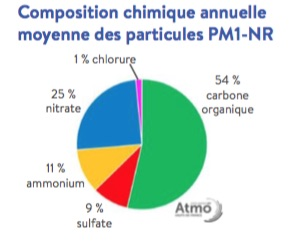 Composition chimique annuelle
moyenne des particules PM1-NR
1 % chlorure
54 %
carbone
organique
25 %
nitrate
11 %
ammonium
9 %
sulfate
Atmo